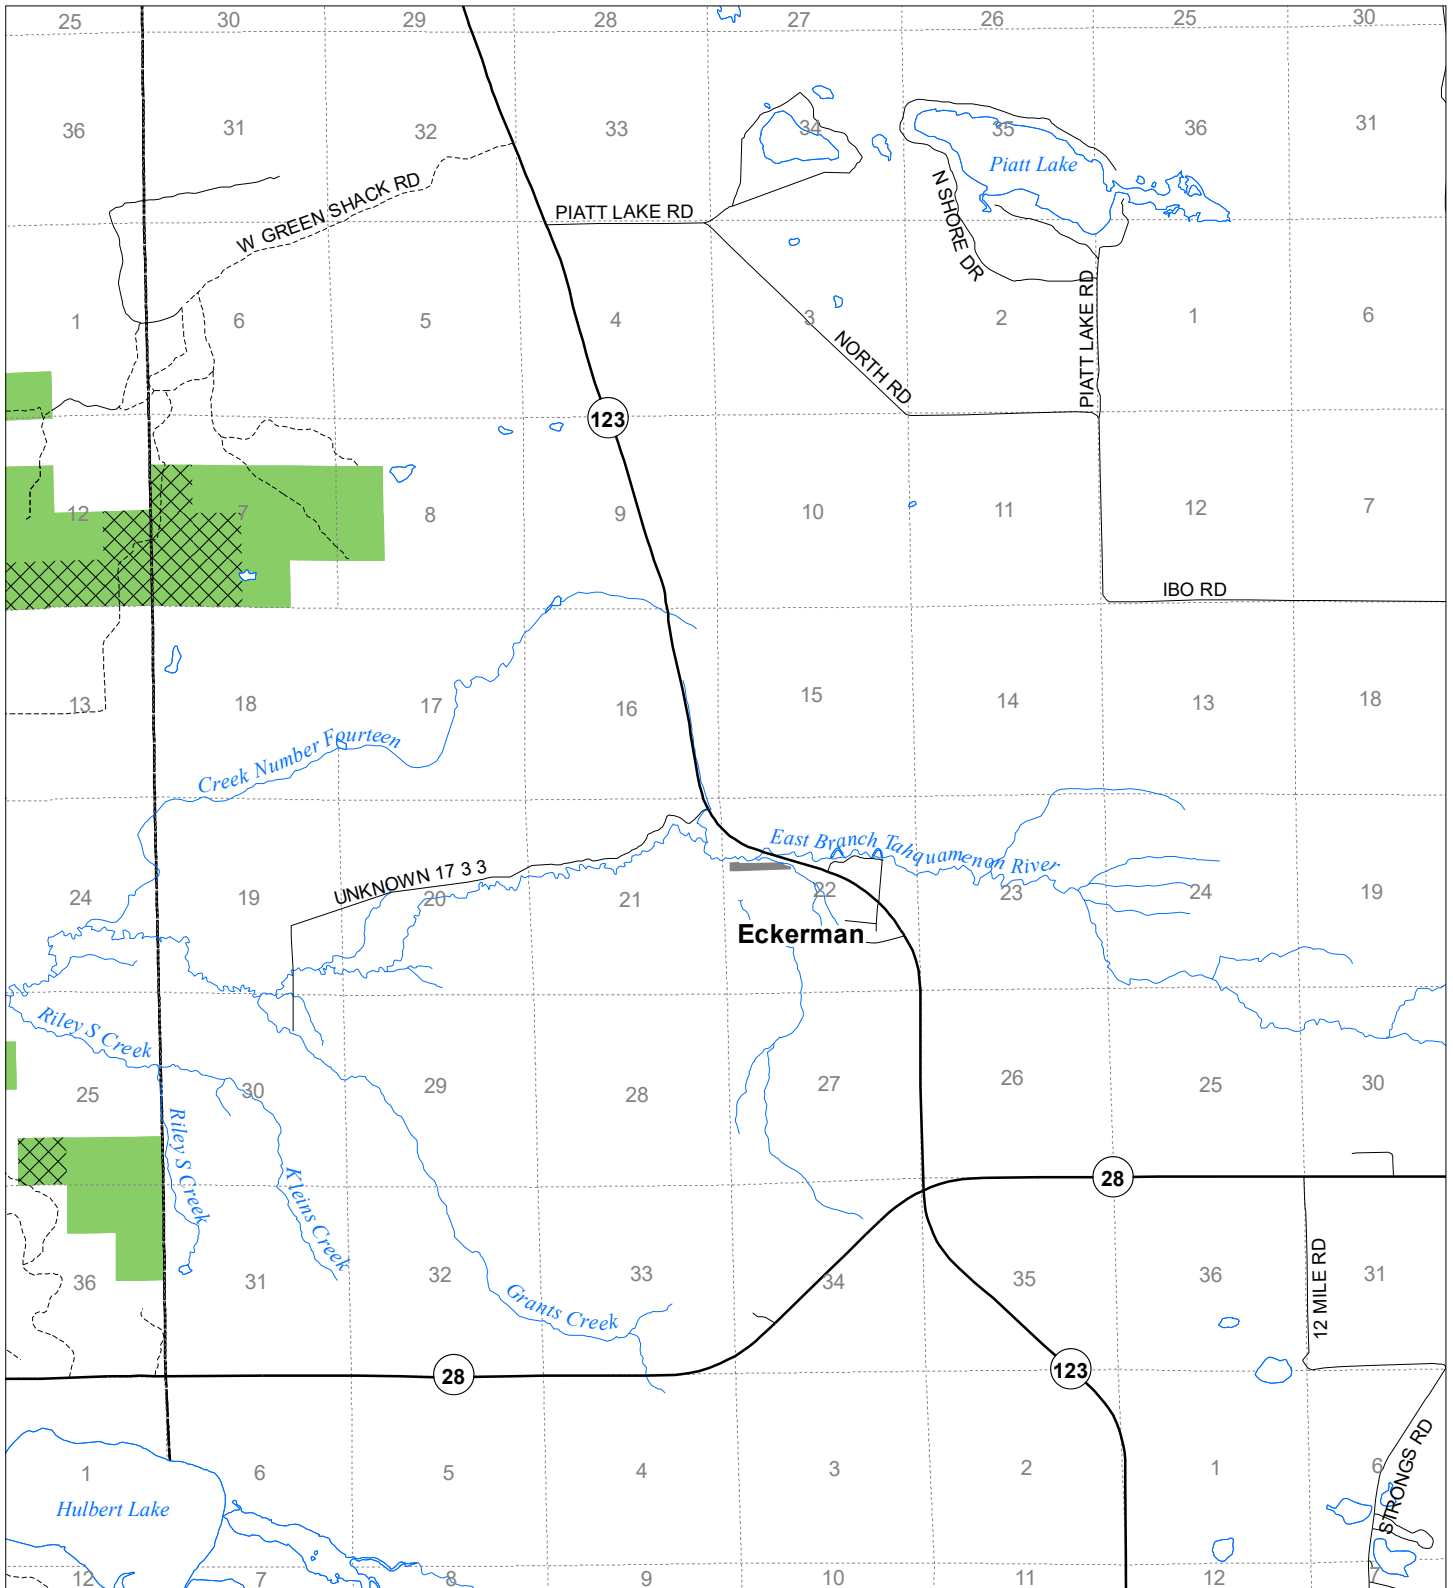 25 30 29 28 27 26 25 30
36 31 32 33 34 35 36 31
Piatt Lake
W GREEN SHACK RD
PIATT LAKE RD
N SHORE DR
1 6 5 4 3 2 1 6
PIATT LAKE RD
NORTH RD
123
12 7 8 9 10 11 12 7
IBO RD
13 18 17 16 15 14 13 18
Creek Number Fourteen
East Branch Tahquamenon River
UNKNOWN 17 3 3
24 19 20 21 22 23 24 19
Eckerman
Riley S Creek
25 30 29 28 27 26 25 30
Riley S Creek
Kleins Creek
28
36 31 32 33 34 35 36 31
12 MILE RD
Grants Creek
28
123
1 6 5 4 3 2 1 6
STRONGS RD
Hulbert Lake
12 7 8 9 10 11 12 7